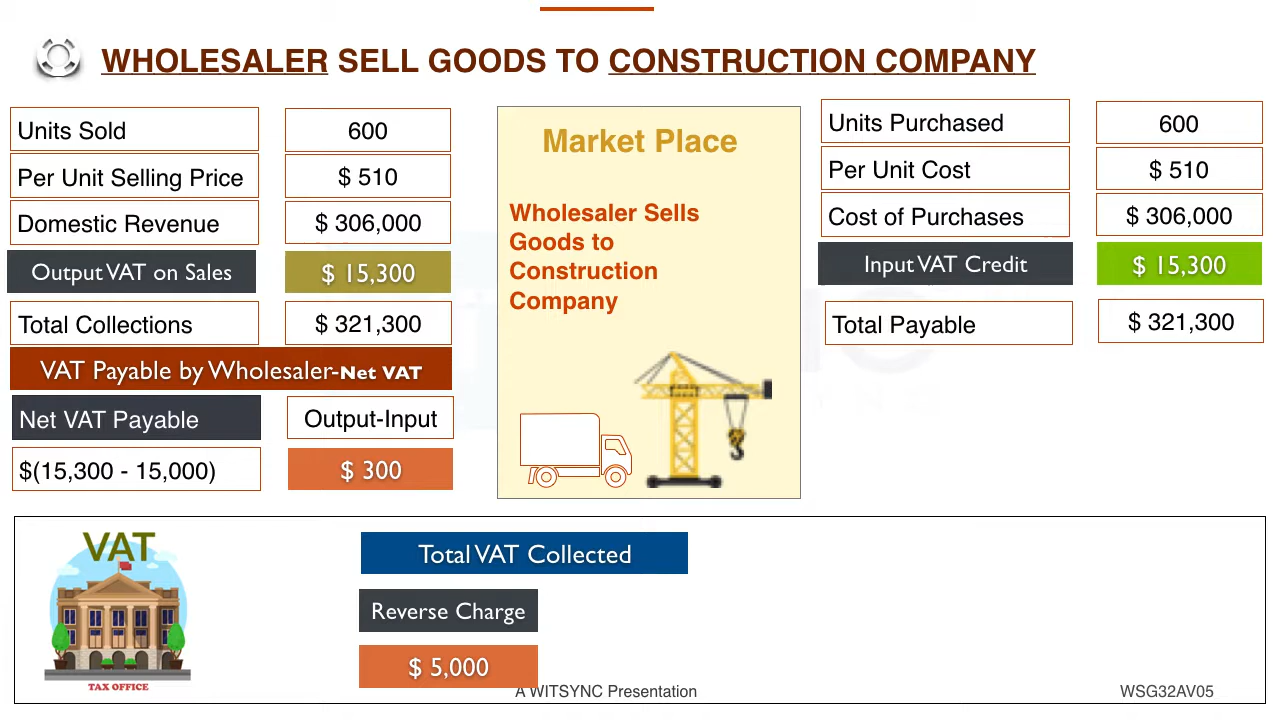 WHOLESALER SELL GOODS TO CONSTRUCTION COMPANY
Units Sold 600
Per Unit Selling Price $ 510
Domestic Revenue $ 306,000
Output VAT on Sales $ 15,300
Total Collections $ 321,300
VAT Payable by Wholesaler-Net VAT
Net VAT Payable Output-Input
$(15,300 - 15,000) $ 300
Market Place
Wholesaler Sells
Goods to
Construction
Company
Units Purchased 600
Per Unit Cost $ 510
Cost of Purchases $ 306,000
Input VAT Credit $ 15,300
Total Payable $ 321,300
VAT
TAX OFFICE
Total VAT Collected
Reverse Charge
$ 5,000
A WITSYNC Presentation
WSG32AV05